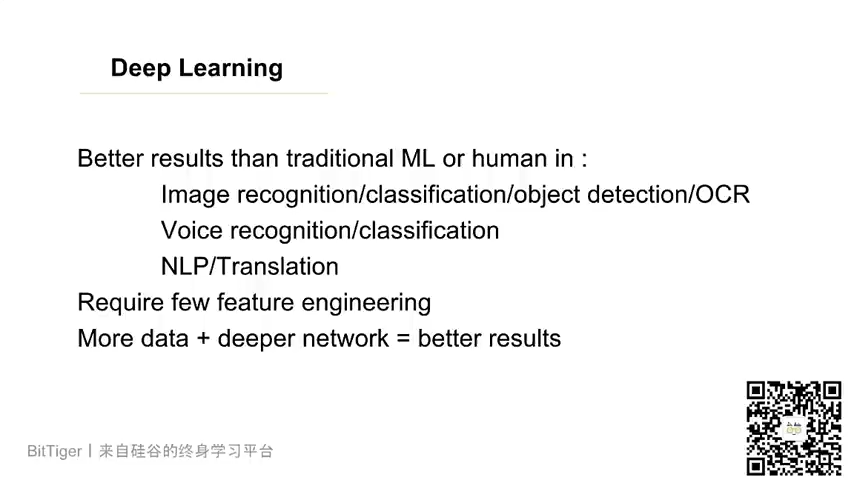 Deep Learning
Better results than traditional ML or human in :
Image recognition/classification/object detection/OCR
Voice recognition/classification
NLP/Translation
Require few feature engineering
More data + deeper network = better results
BitTiger丨来自硅谷的终身学习平台